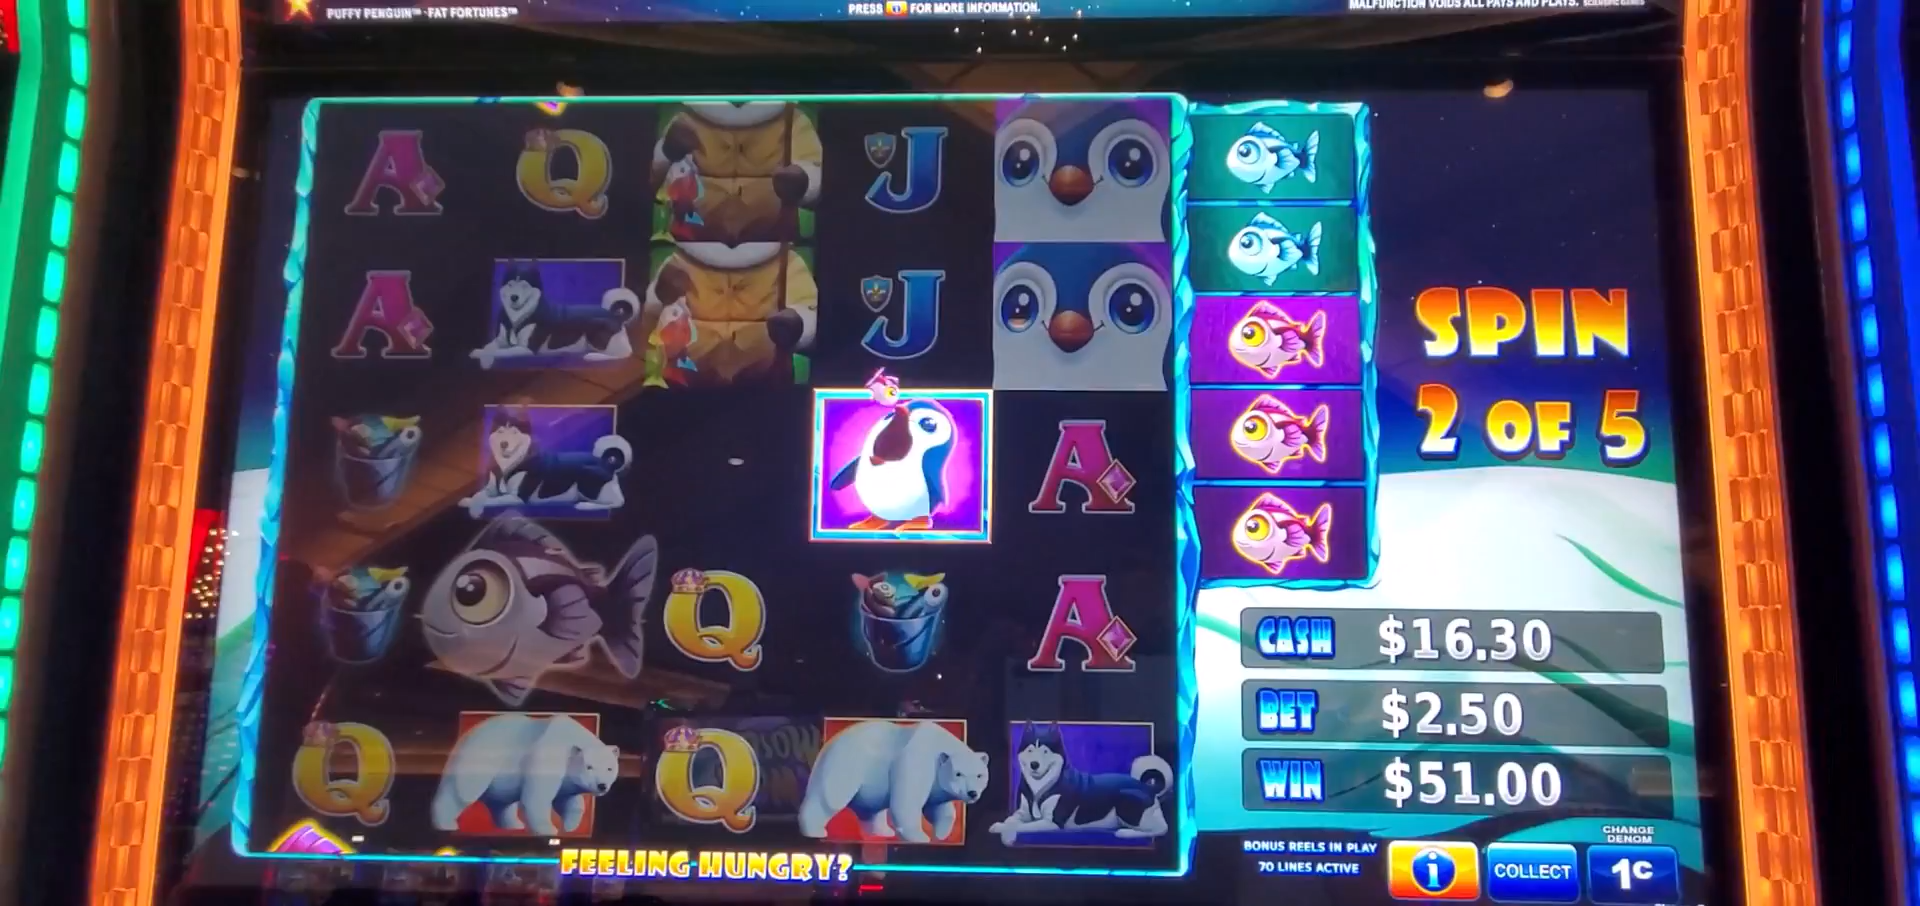 PUFFY PENGUIN™ - FAT FORTUNES™
PRESS i FOR MORE INFORMATION.
MALFUNCTION VOIDS ALL PAYS AND PLAYS. SCIENTIFIC GAMES
A Q J
A J
A
Q A
Q Q
SPIN
2 OF 5
CASH $16.30
BET $2.50
WIN $51.00
FEELING HUNGRY?
BONUS REELS IN PLAY
70 LINES ACTIVE
i
COLLECT
CHANGE
DENOM
1¢